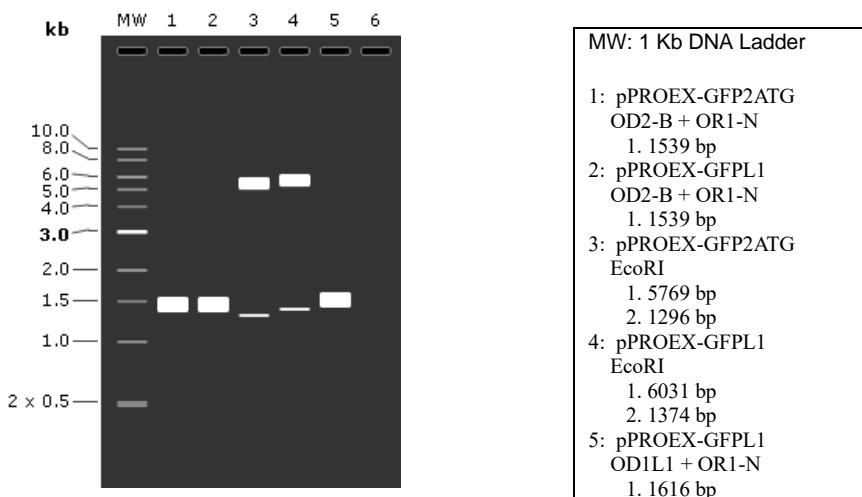 kb
MW 1 2 3 4 5 6
10.0
8.0
6.0
5.0
4.0
3.0
2.0
1.5
1.0
2 x 0.5
MW: 1 Kb DNA Ladder
1: pPROEX-GFP2ATG
OD2-B + OR1-N
1. 1539 bp
2: pPROEX-GFPL1
OD2-B + OR1-N
1. 1539 bp
3: pPROEX-GFP2ATG
EcoRI
1. 5769 bp
2. 1296 bp
4: pPROEX-GFPL1
EcoRI
1. 6031 bp
2. 1374 bp
5: pPROEX-GFPL1
OD1L1 + OR1-N
1. 1616 bp